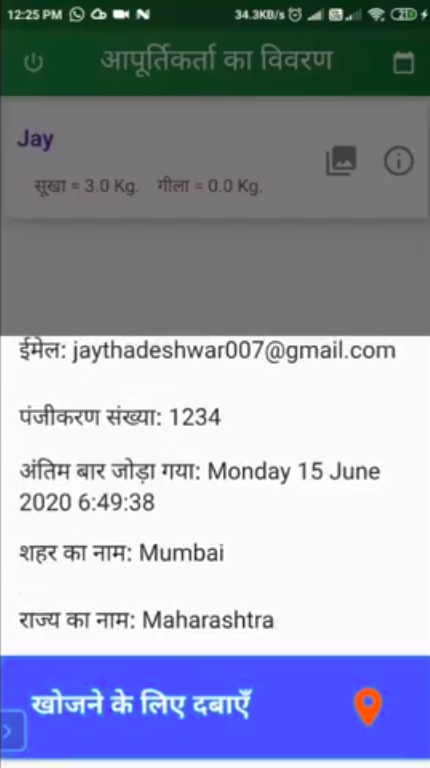 12:25 PM
34.3KB/s
आपूर्तिकर्ता का विवरण
Jay
सूखा = 3.0 Kg. गीला = 0.0 Kg.
ईमेल: jaythadeshwar007@gmail.com
पंजीकरण संख्या: 1234
अंतिम बार जोड़ा गया: Monday 15 June
2020 6:49:38
शहर का नाम: Mumbai
राज्य का नाम: Maharashtra
खोजने के लिए दबाएँ